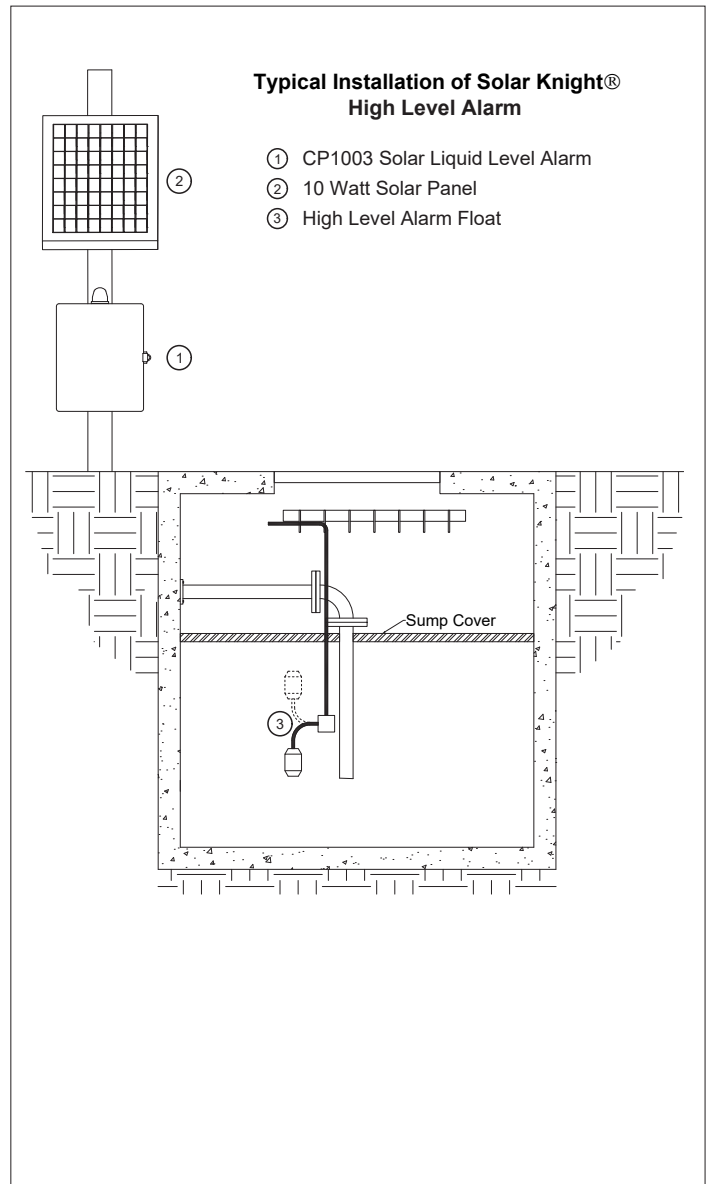 Typical Installation of Solar Knight®
High Level Alarm
1 CP1003 Solar Liquid Level Alarm
2 10 Watt Solar Panel
3 High Level Alarm Float
2
1
Sump Cover
3